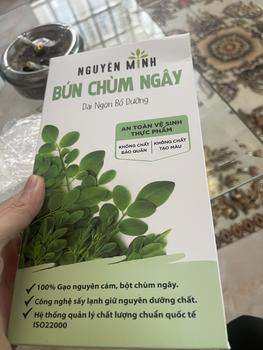 NGUYÊN MINH
BÚN CHÙM NGÂY
Dai Ngon Bổ Dưỡng
AN TOÀN VỆ SINH
THỰC PHẨM
KHÔNG CHẤT
BẢO QUẢN
KHÔNG CHẤT
TẠO MÀU
100% Gạo nguyên cám, bột chùm ngây.
Công nghệ sấy lạnh giữ nguyên dưỡng chất.
Hệ thống quản lý chất lượng chuẩn quốc tế
ISO22000